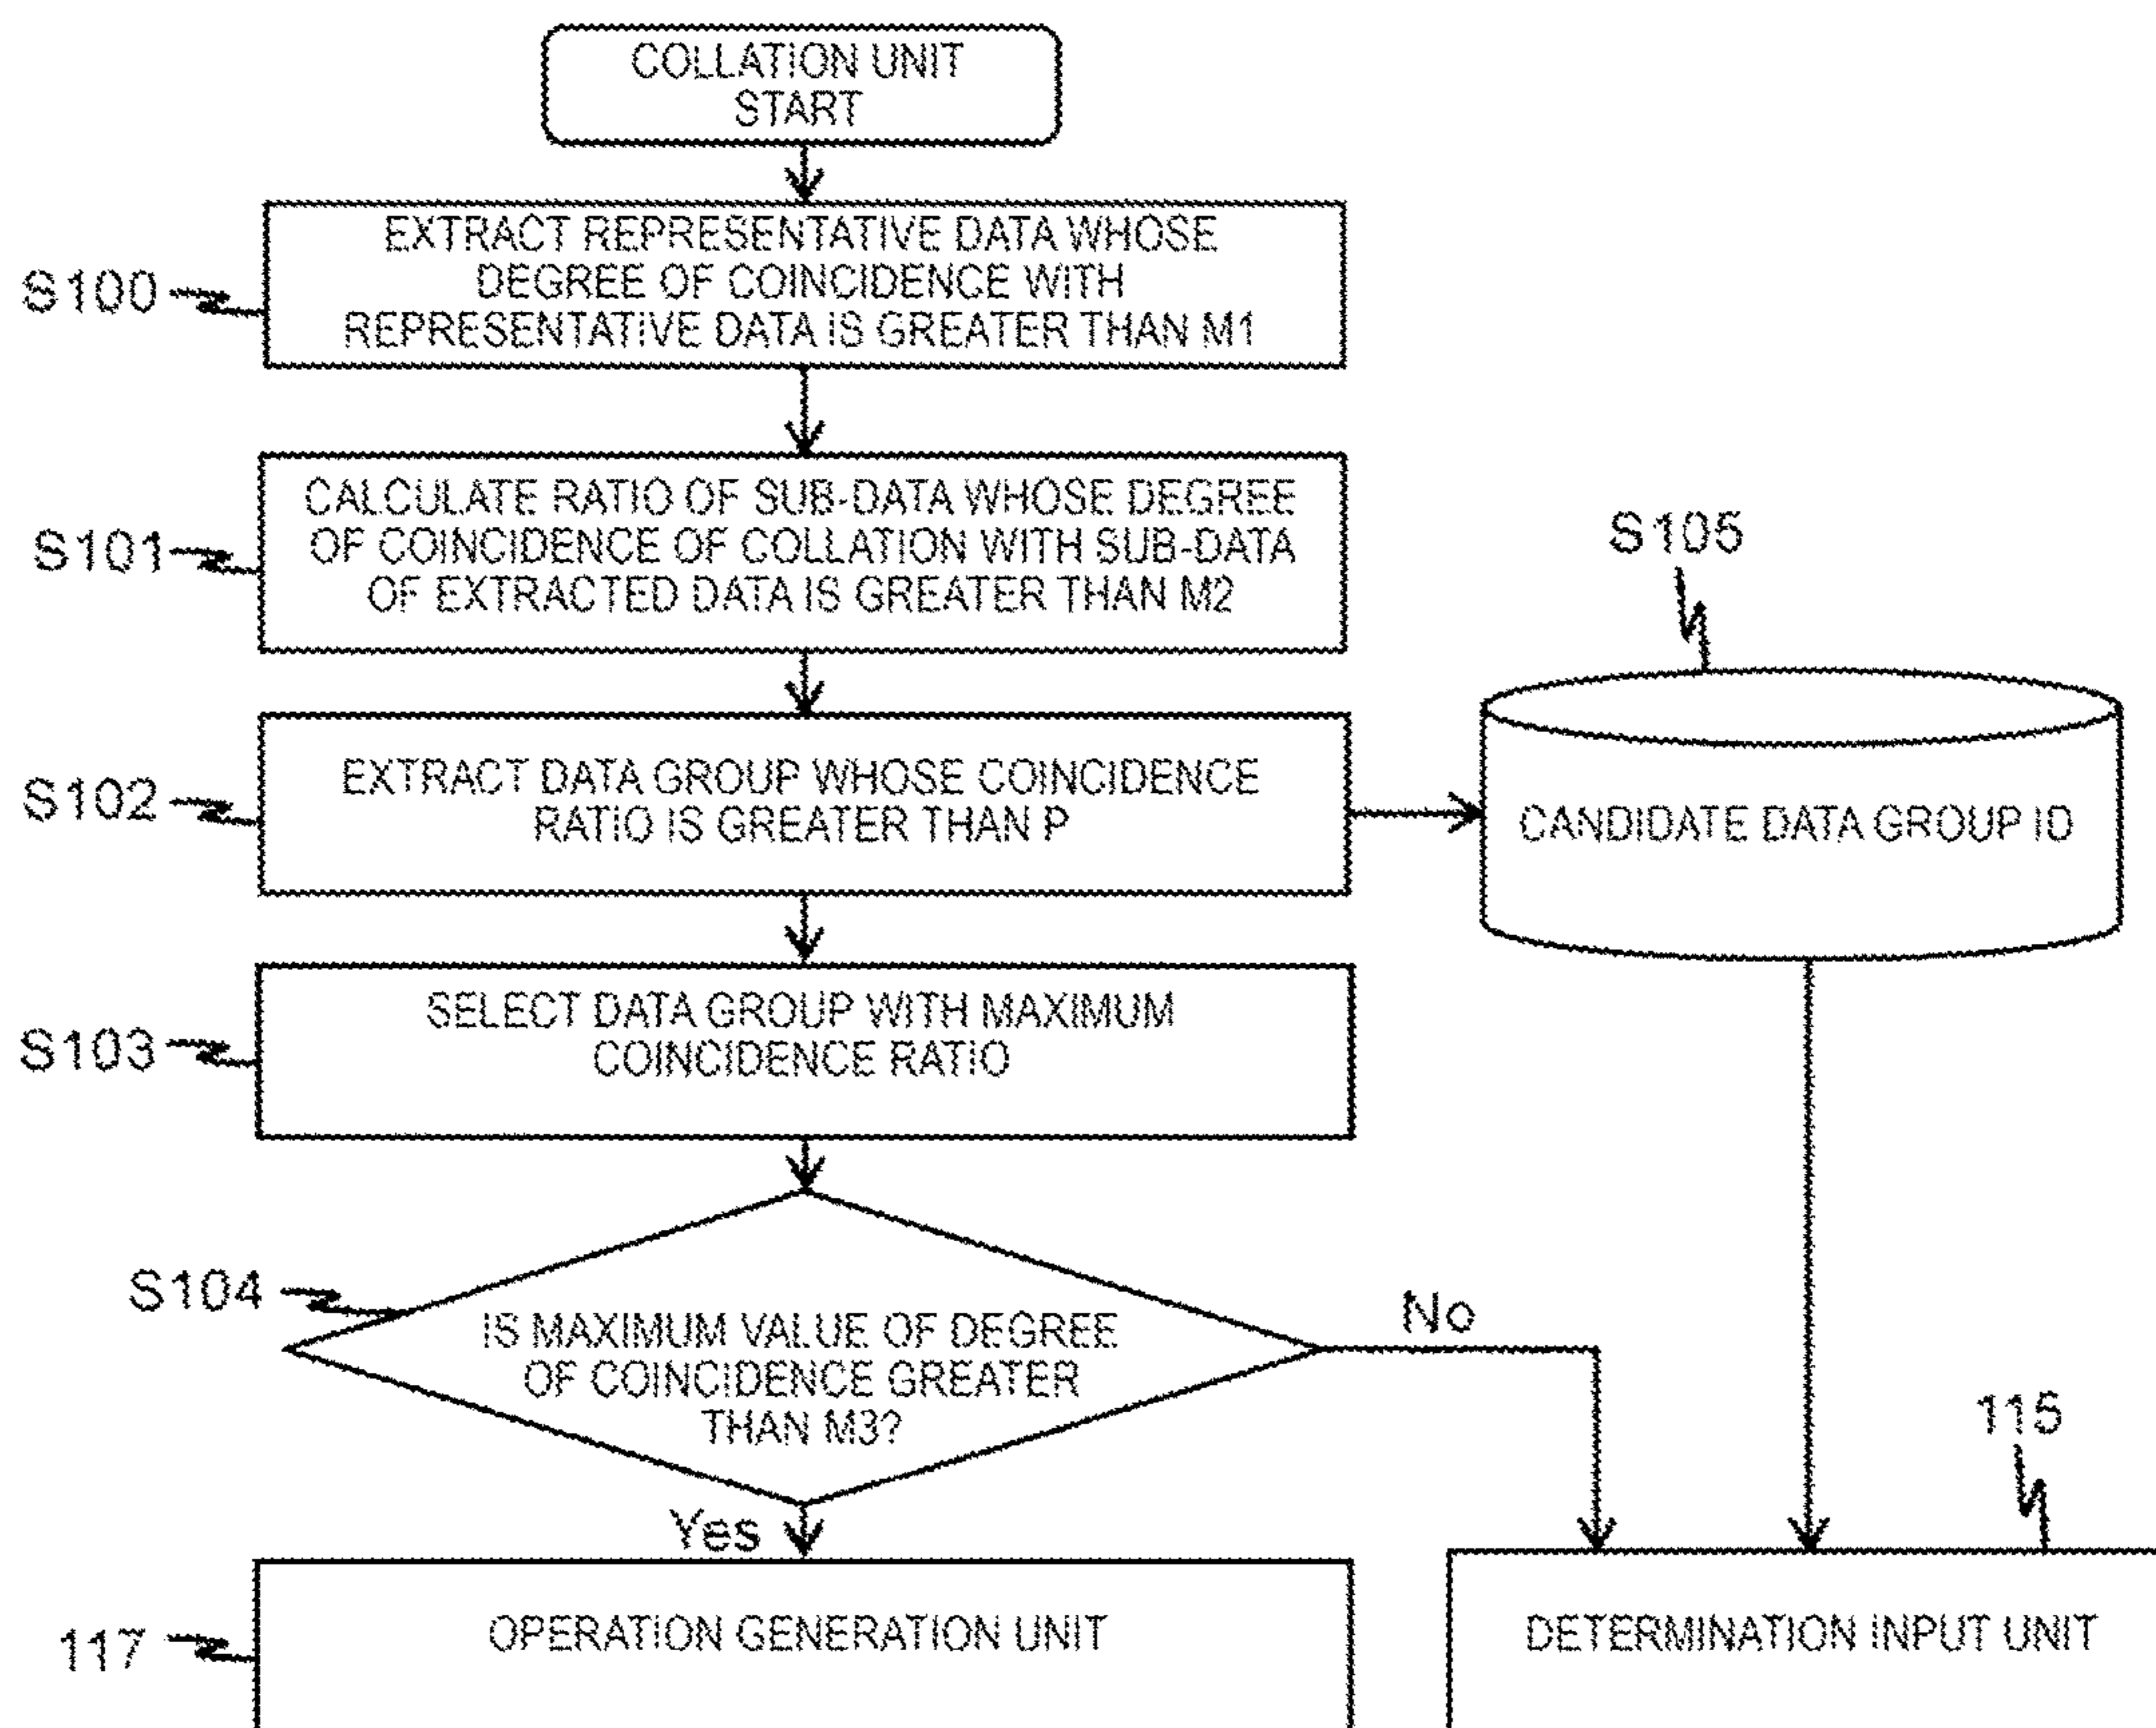 COLLATION UNIT
START
S100
EXTRACT REPRESENTATIVE DATA WHOSE
DEGREE OF COINCIDENCE WITH
REPRESENTATIVE DATA IS GREATER THAN M1
S101
CALCULATE RATIO OF SUB-DATA WHOSE DEGREE
OF COINCIDENCE OF COLLATION WITH SUB-DATA
OF EXTRACTED DATA IS GREATER THAN M2
S105
S102
EXTRACT DATA GROUP WHOSE COINCIDENCE
RATIO IS GREATER THAN P
CANDIDATE DATA GROUP ID
S103
SELECT DATA GROUP WITH MAXIMUM
COINCIDENCE RATIO
S104
IS MAXIMUM VALUE OF DEGREE
OF COINCIDENCE GREATER
THAN M3?
No
115
Yes
117
OPERATION GENERATION UNIT
DETERMINATION INPUT UNIT